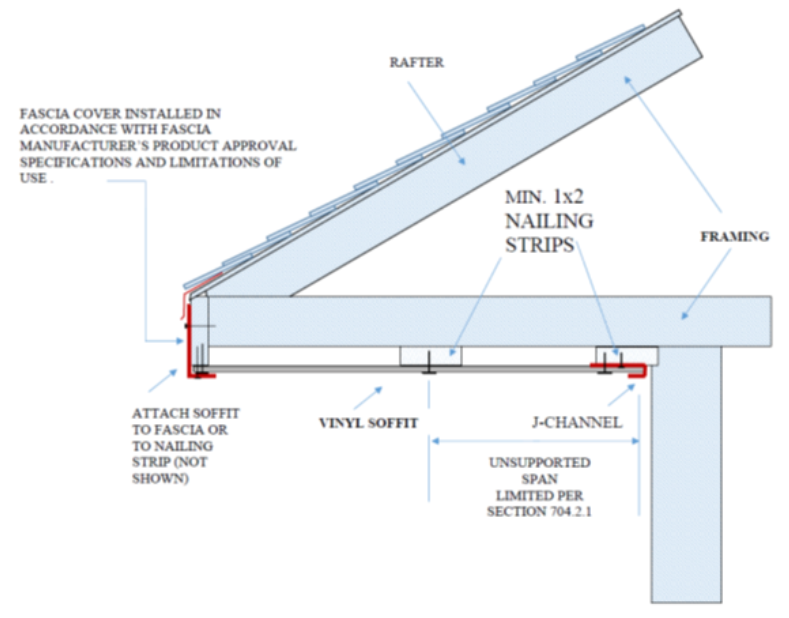 RAFTER
FASCIA COVER INSTALLED IN
ACCORDANCE WITH FASCIA
MANUFACTURER'S PRODUCT APPROVAL
SPECIFICATIONS AND LIMITATIONS OF
USE .
MIN. 1x2
NAILING
STRIPS
FRAMING
ATTACH SOFFIT
TO FASCIA OR
TO NAILING
STRIP (NOT
SHOWN)
VINYL SOFFIT
J-CHANNEL
UNSUPPORTED
SPAN
LIMITED PER
SECTION 704.2.1